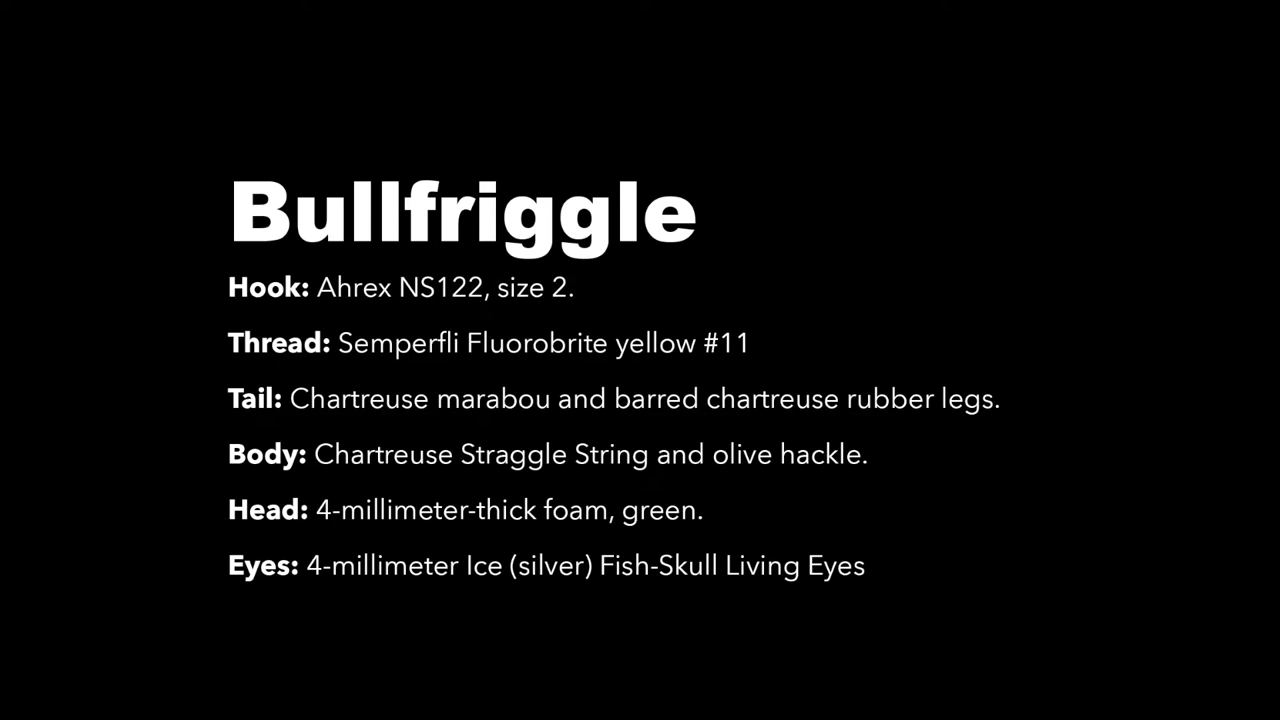 Bullfriggle
Hook: Ahrex NS122, size 2.
Thread: Semperfli Fluorobrite yellow #11
Tail: Chartreuse marabou and barred chartreuse rubber legs.
Body: Chartreuse Straggle String and olive hackle.
Head: 4-millimeter-thick foam, green.
Eyes: 4-millimeter Ice (silver) Fish-Skull Living Eyes